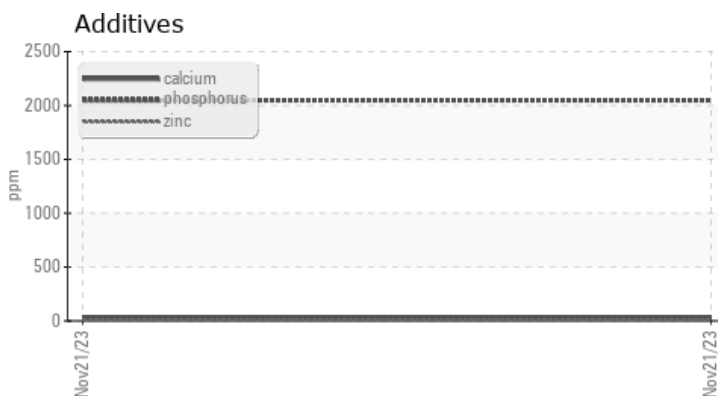 Additives
2500
2000
1500
1000
500
0
ppm
calcium
phosphorus
zinc
Nov21/23
Nov21/23